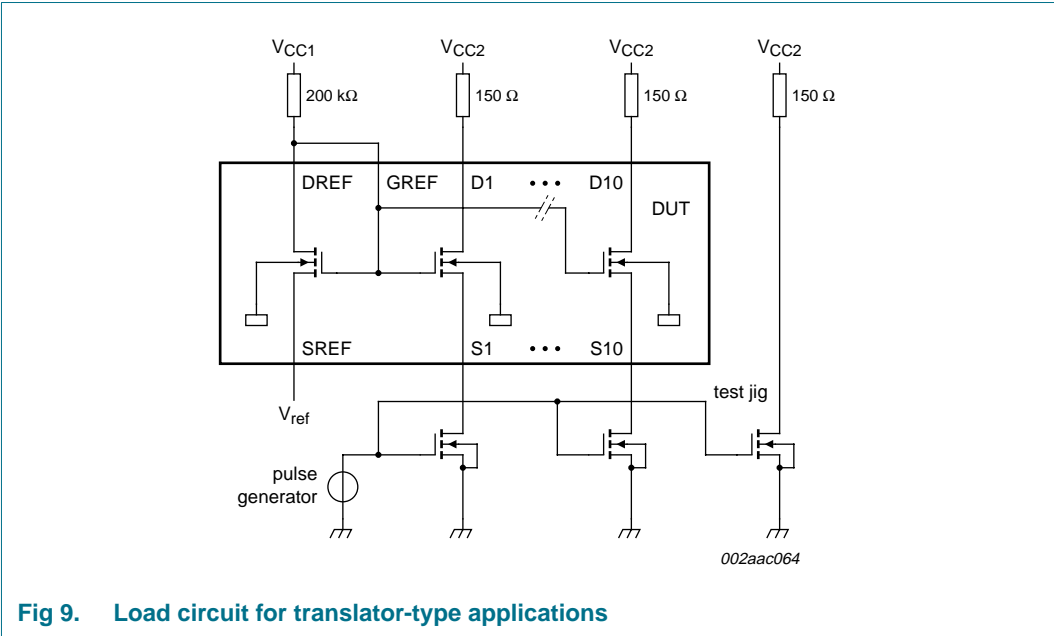 VCC1 VCC2 VCC2 VCC2
200 kΩ 150 Ω 150 Ω 150 Ω
DREF GREF D1 • • • D10
DUT
SREF S1 • • • S10
Vref
test jig
pulse
generator
002aac064
Fig 9. Load circuit for translator-type applications